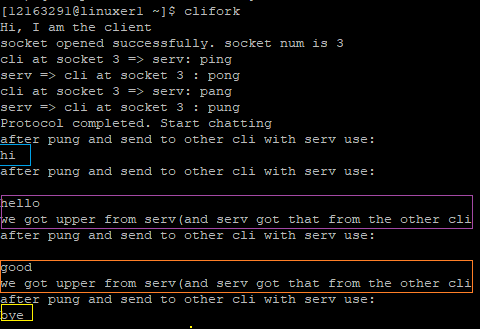 [12163291@linuxer1 ~]$ clifork
Hi, I am the client
socket opened successfully. socket num is 3
cli at socket 3 => serv: ping
serv => cli at socket 3 : pong
cli at socket 3 => serv: pang
serv => cli at socket 3 : pung
Protocol completed. Start chatting
after pung and send to other cli with serv use:
hi
after pung and send to other cli with serv use:
hello
we got upper from serv(and serv got that from the other cli
after pung and send to other cli with serv use:
good
we got upper from serv(and serv got that from the other cli
after pung and send to other cli with serv use:
bye